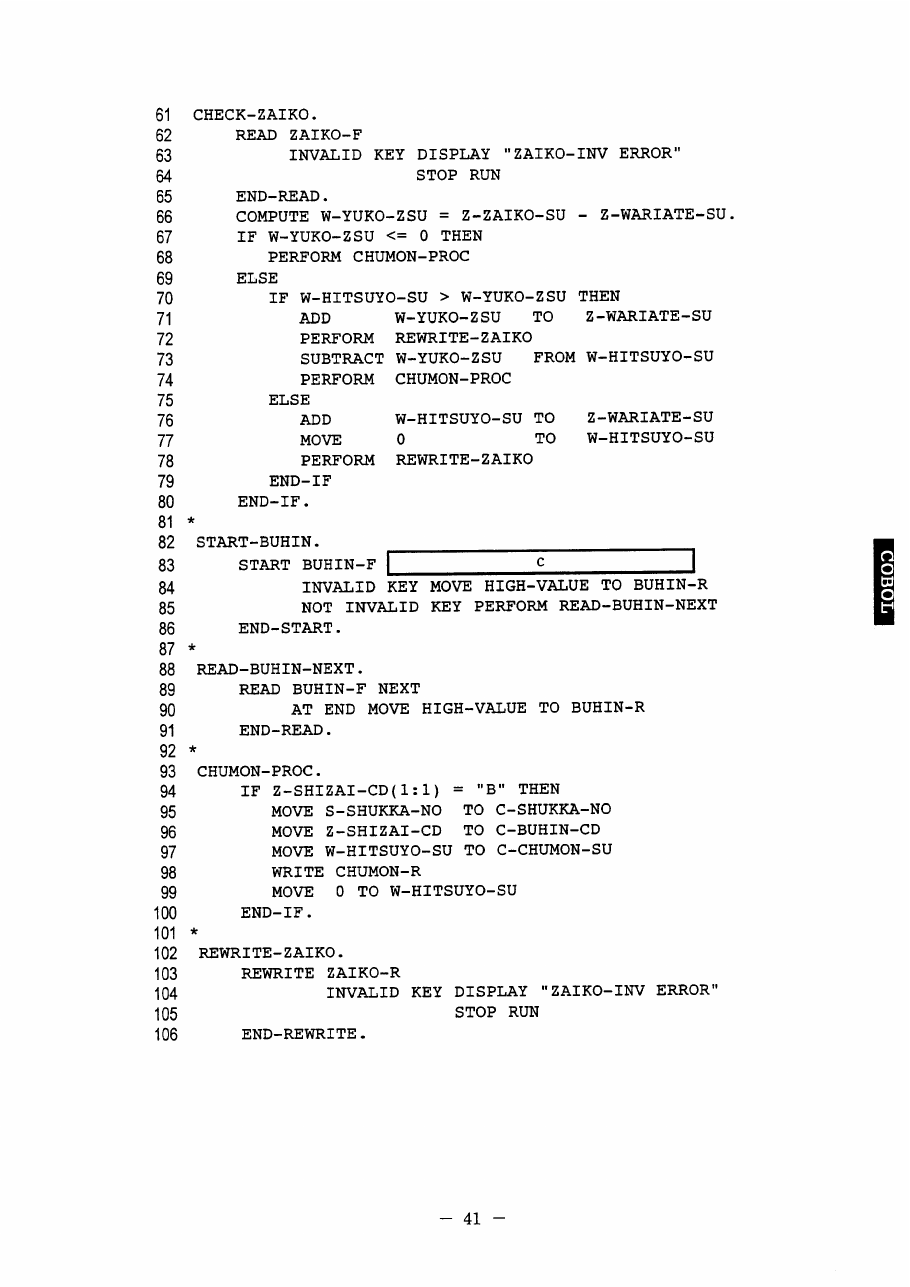 61 CHECK-ZAIKO.
62 READ ZAIKO-F
63 INVALID KEY DISPLAY "ZAIKO-INV ERROR"
64 STOP RUN
65 END-READ.
66 COMPUTE W-YUKO-ZSU = Z-ZAIKO-SU - Z-WARIATE-SU.
67 IF W-YUKO-ZSU <= 0 THEN
68 PERFORM CHUMON-PROC
69 ELSE
70 IF W-HITSUYO-SU > W-YUKO-ZSU THEN
71 ADD W-YUKO-ZSU TO Z-WARIATE-SU
72 PERFORM REWRITE-ZAIKO
73 SUBTRACT W-YUKO-ZSU FROM W-HITSUYO-SU
74 PERFORM CHUMON-PROC
75 ELSE
76 ADD W-HITSUYO-SU TO Z-WARIATE-SU
77 MOVE 0 TO W-HITSUYO-SU
78 PERFORM REWRITE-ZAIKO
79 END-IF
80 END-IF.
81 *
82 START-BUHIN.
83 START BUHIN-F c
84 INVALID KEY MOVE HIGH-VALUE TO BUHIN-R
85 NOT INVALID KEY PERFORM READ-BUHIN-NEXT
86 END-START.
87 *
88 READ-BUHIN-NEXT.
89 READ BUHIN-F NEXT
90 AT END MOVE HIGH-VALUE TO BUHIN-R
91 END-READ.
92 *
93 CHUMON-PROC.
94 IF Z-SHIZAI-CD(1:1) = "B" THEN
95 MOVE S-SHUKKA-NO TO C-SHUKKA-NO
96 MOVE Z-SHIZAI-CD TO C-BUHIN-CD
97 MOVE W-HITSUYO-SU TO C-CHUMON-SU
98 WRITE CHUMON-R
99 MOVE 0 TO W-HITSUYO-SU
100 END-IF.
101 *
102 REWRITE-ZAIKO.
103 REWRITE ZAIKO-R
104 INVALID KEY DISPLAY "ZAIKO-INV ERROR"
105 STOP RUN
106 END-REWRITE.
COBOL
— 41 —